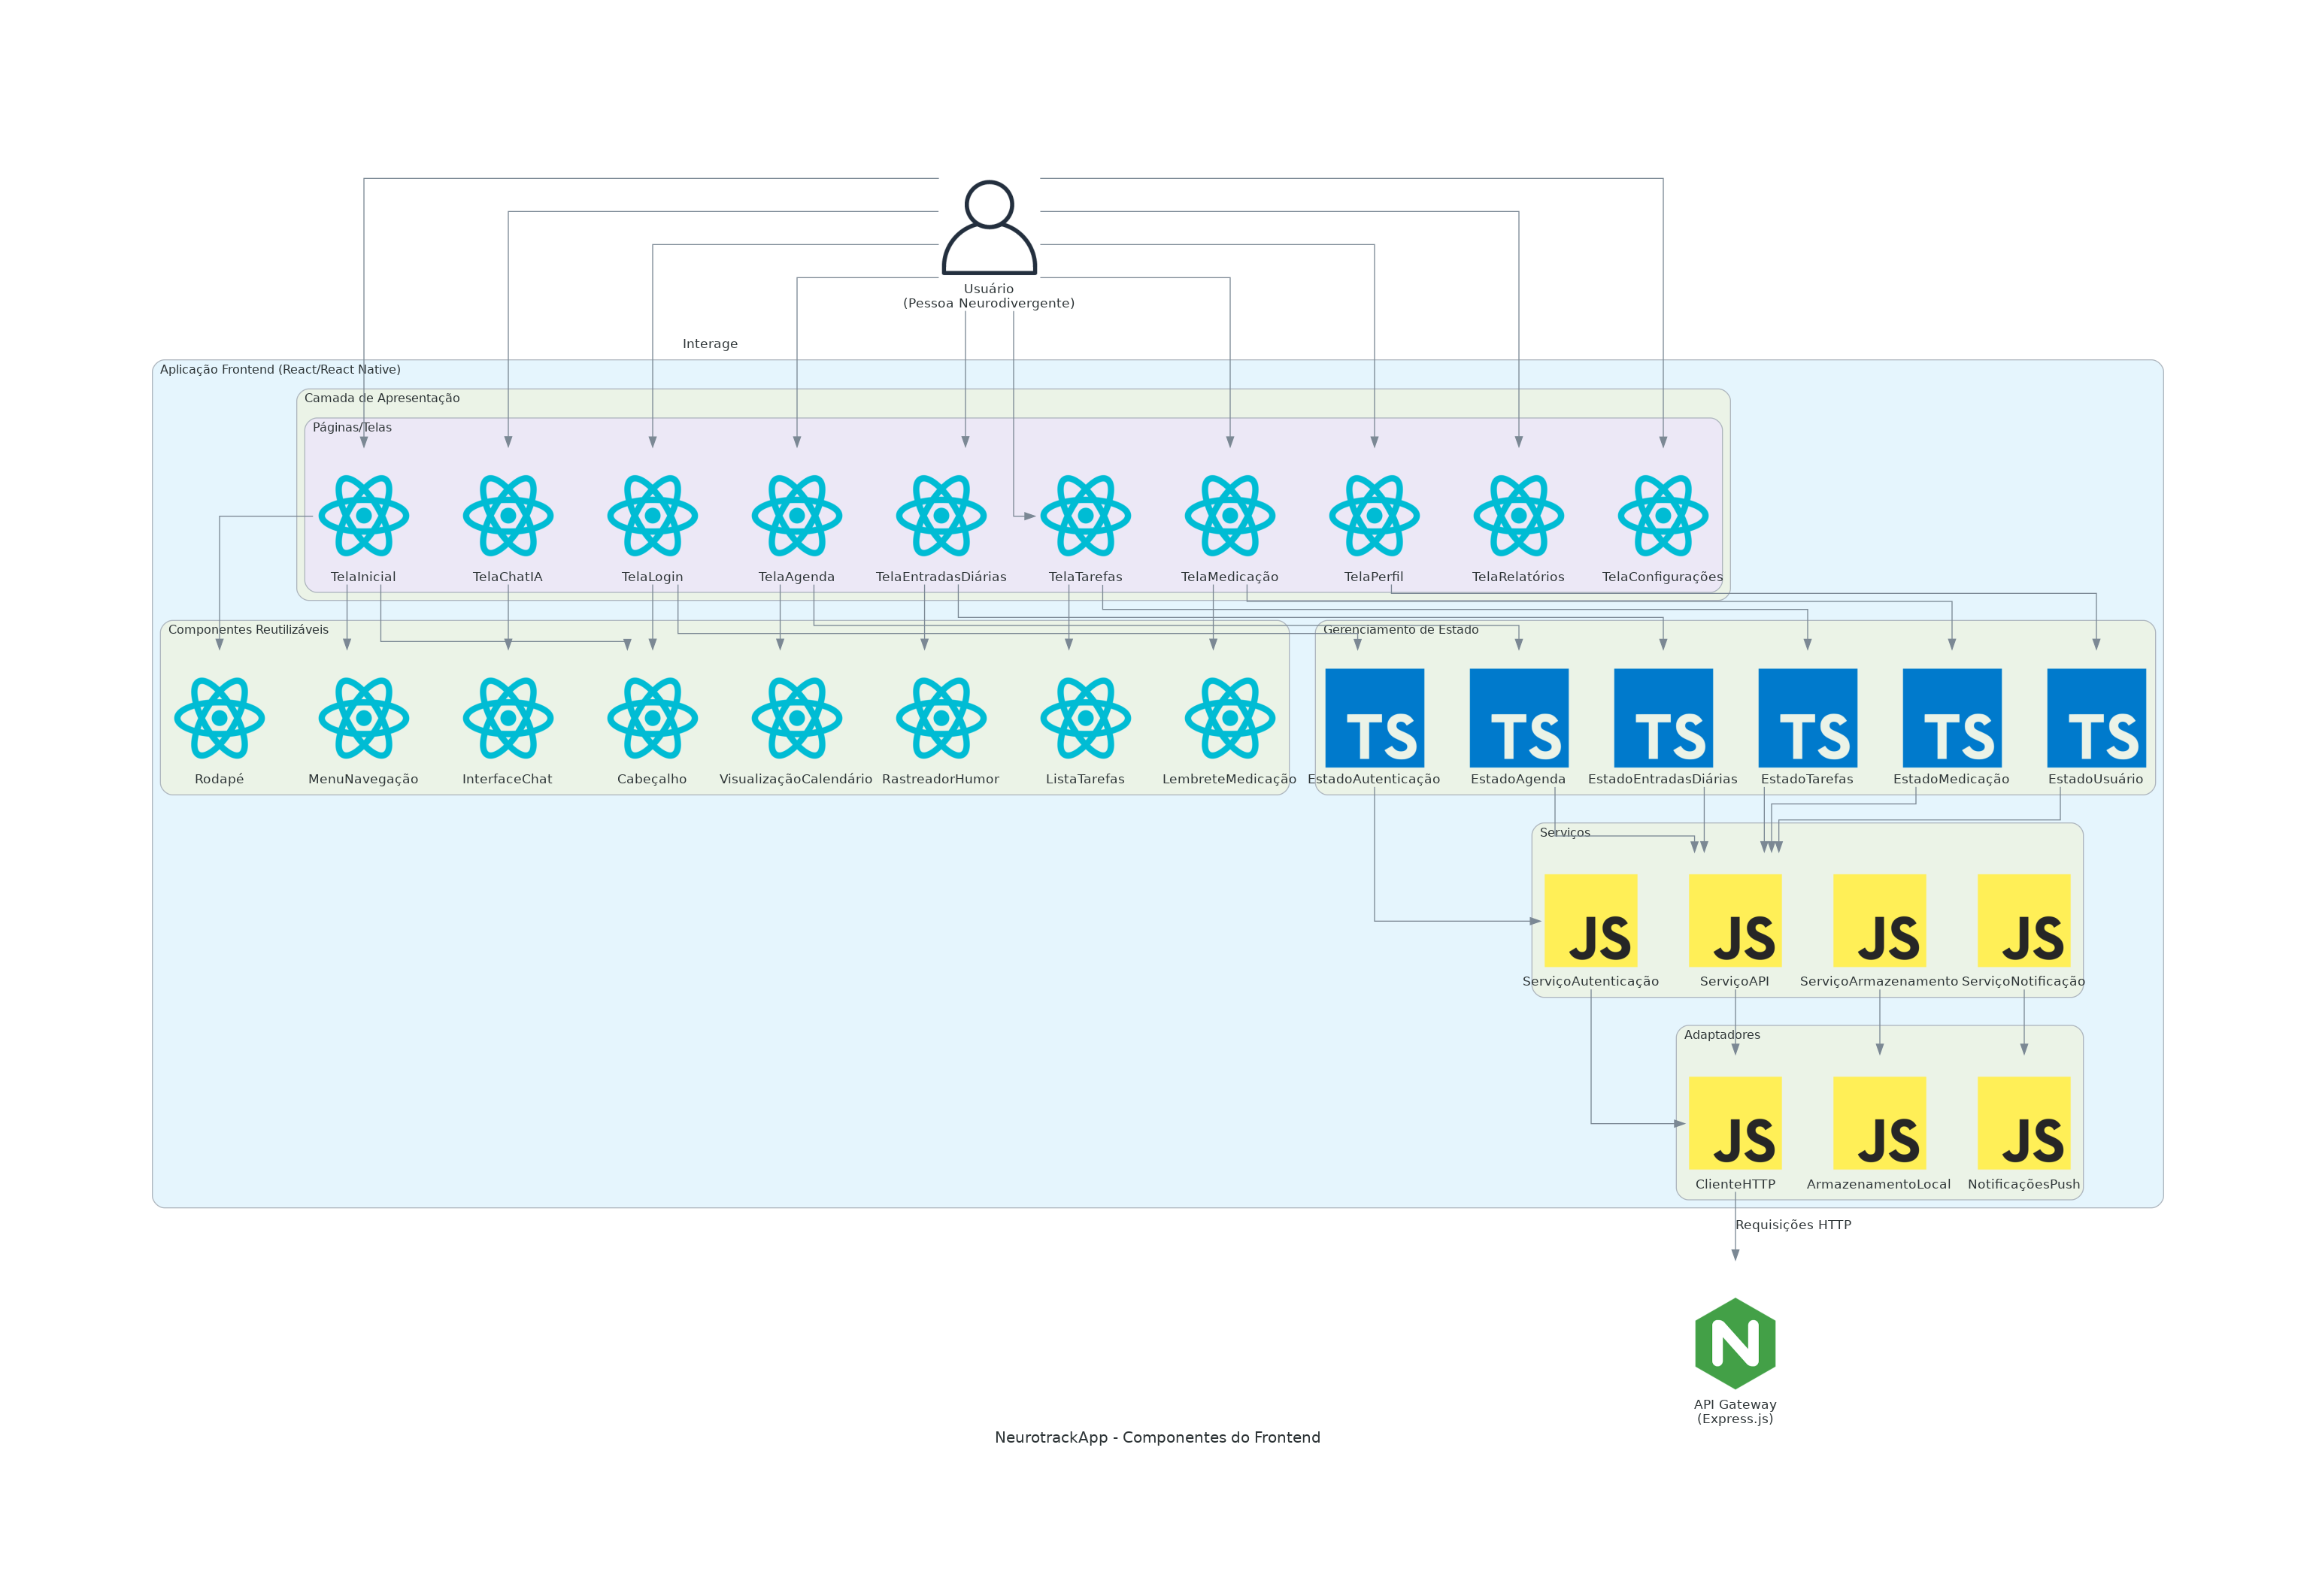 Usuário
(Pessoa Neurodivergente)
Interage
Aplicação Frontend (React/React Native)
Camada de Apresentação
Páginas/Telas
TelaInicial
TelaChatIA
TelaLogin
TelaAgenda
TelaEntradasDiárias
TelaTarefas
TelaMedicação
TelaPerfil
TelaRelatórios
TelaConfigurações
Componentes Reutilizáveis
Gerenciamento de Estado
TS
TS
TS
TS
TS
TS
Rodapé
MenuNavegação
InterfaceChat
Cabeçalho
VisualizaçãoCalendário
RastreadorHumor
ListaTarefas
LembreteMedicação
EstadoAutenticação
EstadoAgenda
EstadoEntradasDiárias
EstadoTarefas
EstadoMedicação
EstadoUsuário
Serviços
JS
JS
JS
JS
ServiçoAutenticação
ServiçoAPI
ServiçoArmazenamento
ServiçoNotificação
Adaptadores
JS
JS
JS
ClienteHTTP
ArmazenamentoLocal
NotificaçõesPush
Requisições HTTP
N
API Gateway
(Express.js)
NeurotrackApp - Componentes do Frontend